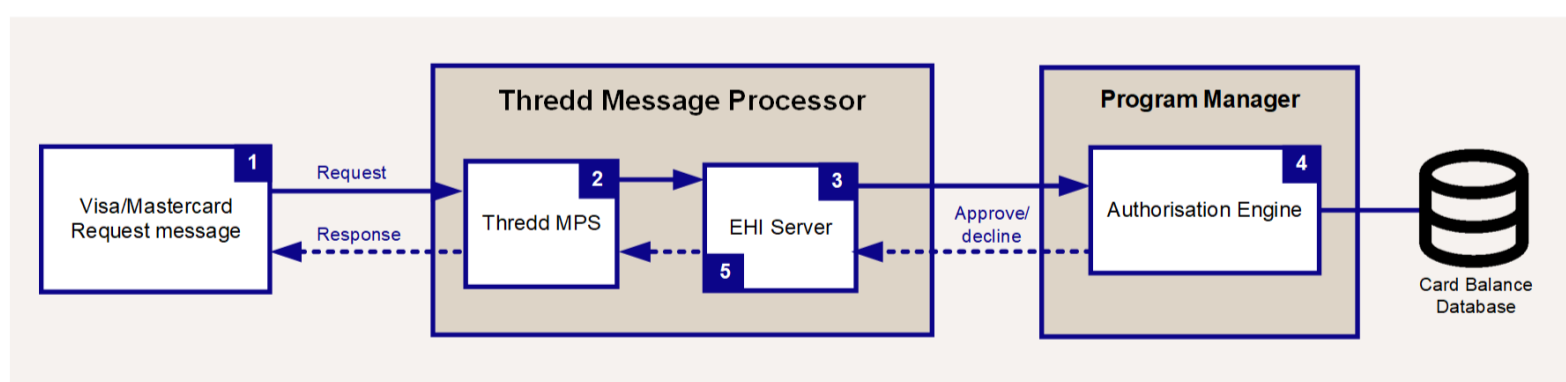 Thredd Message Processor
Program Manager
1
Visa/Mastercard
Request message
Request
Response
2
Thredd MPS
3
EHI Server
5
Approve/
decline
4
Authorisation Engine
Card Balance
Database